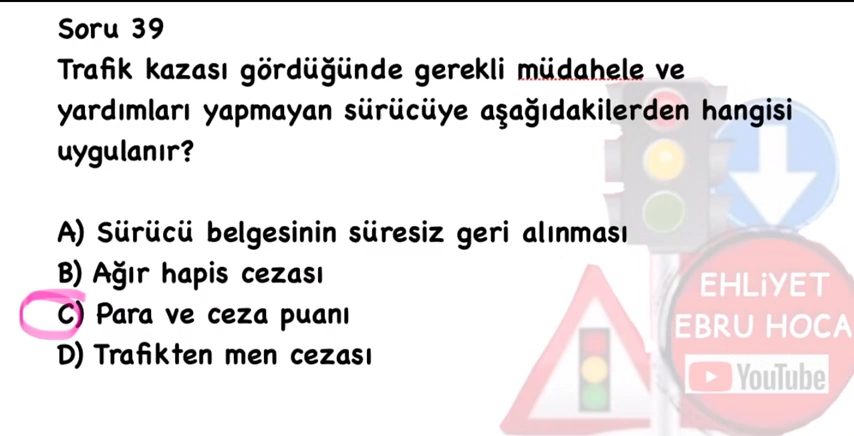 Soru 39
Trafik kazası gördüğünde gerekli müdahele ve
yardımları yapmayan sürücüye aşağıdakilerden hangisi
uygulanır?
A) Sürücü belgesinin süresiz geri alınması
B) Ağır hapis cezası
C) Para ve ceza puanı
D) Trafikten men cezası
EHLİYET
EBRU HOCA
YouTube